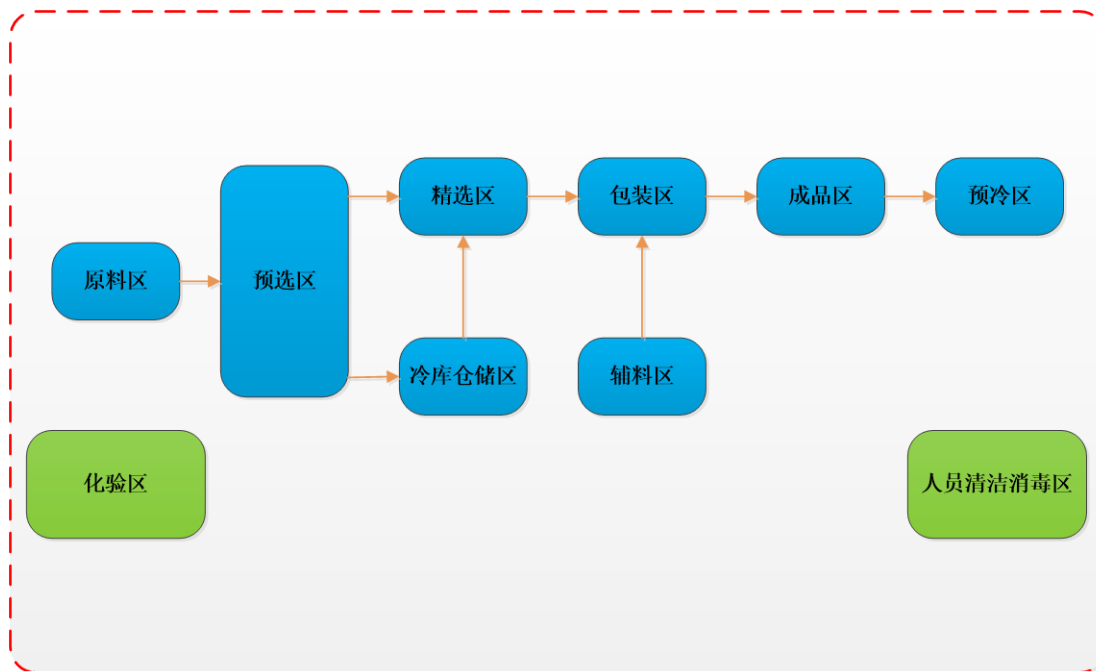 精选区
包装区
成品区
预冷区
原料区
预选区
冷库仓储区
辅料区
化验区
人员清洁消毒区